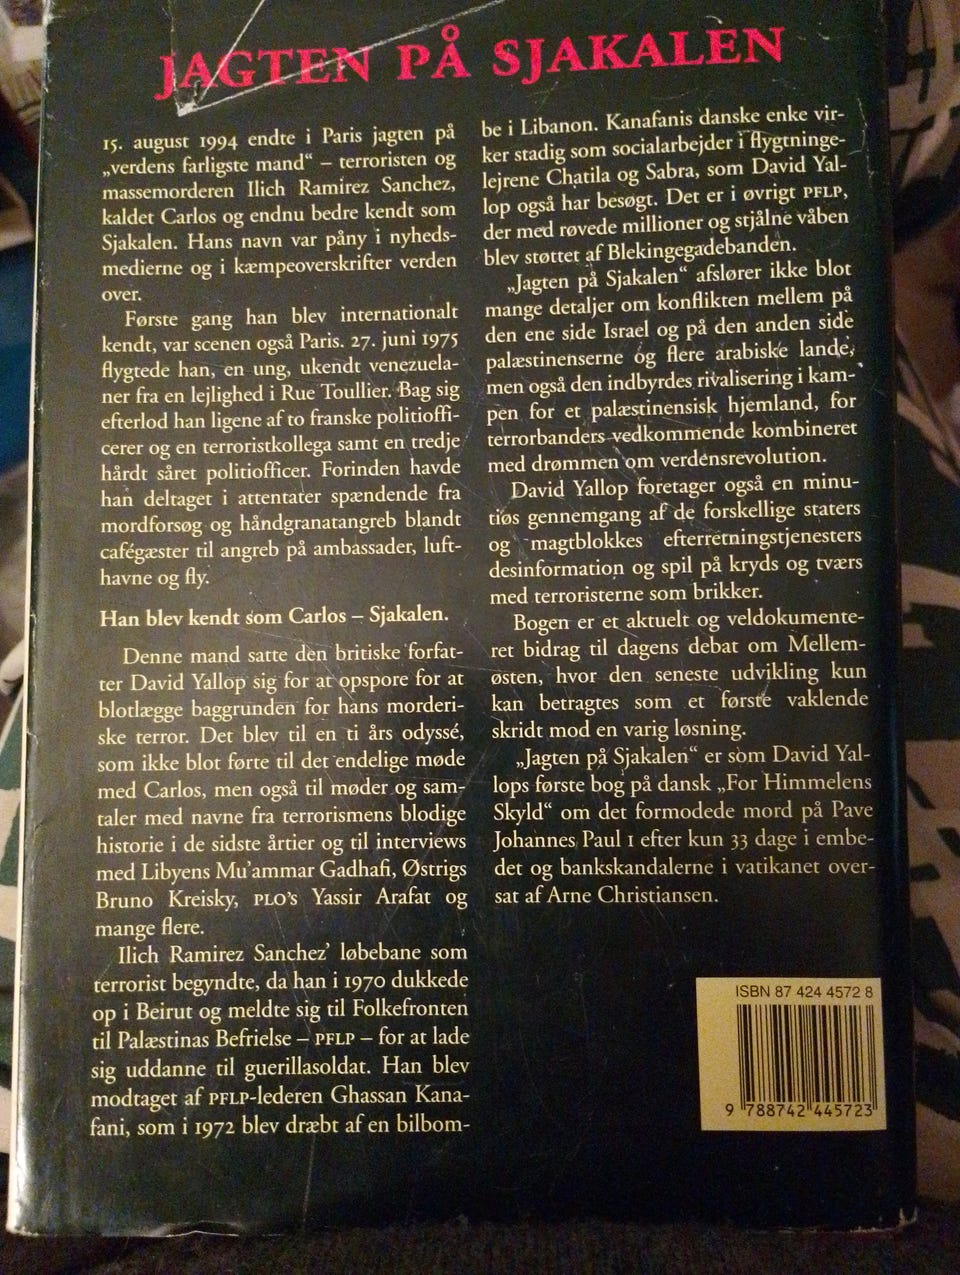 JAGTEN PÅ SJAKALEN
15. august 1994 endte i Paris jagten på
„verdens farligste mand“ – terroristen og
massemorderen Ilich Ramírez Sanchez,
kaldet Carlos og endnu bedre kendt som
Sjakalen. Hans navn var påny i nyheds-
medierne og i kæmpeoverskrifter verden
over.
Første gang han blev internationalt
kendt, var scenen også Paris. 27. juni 1975
flygtede han, en ung, ukendt venezuela-
ner fra en lejlighed i Rue Toullier. Bag sig
efterlod han ligene af to franske politioffi-
cerer og en terroristkollega samt en tredje
hårdt såret politiofficer. Forinden havde
han deltaget i attentater spændende fra
mordforsøg og håndgranatangreb blandt
cafégæster til angreb på ambassader, luft-
havne og fly.
Han blev kendt som Carlos – Sjakalen.
Denne mand satte den britiske forfat-
ter David Yallop sig for at opspore for at
blotlægge baggrunden for hans morderi-
ske terror. Det blev til en ti års odyssé,
som ikke blot førte til det endelige møde
med Carlos, men også til møder og sam-
taler med navne fra terrorismens blodige
historie i de sidste årtier og til interviews
med Libyens Mu'ammar Gadhafi, Østrigs
Bruno Kreisky, PLO's Yassir Arafat og
mange flere.
Ilich Ramirez Sanchez' løbebane som
terrorist begyndte, da han i 1970 dukkede
op i Beirut og meldte sig til Folkefronten
til Palæstinas Befrielse – PFLP – for at lade
sig uddanne til guerillasoldat. Han blev
modtaget af PFLP-lederen Ghassan Kana-
fani, som i 1972 blev dræbt af en bilbom-
be i Libanon. Kanafanis danske enke vir-
ker stadig som socialarbejder i flygtninge-
lejrene Chatila og Sabra, som David Yal-
lop også har besøgt. Det er i øvrigt PFLP,
der med røvede millioner og stjålne våben
blev støttet af Blekingegadebanden.
„Jagten på Sjakalen“ afslører ikke blot
mange detaljer om konflikten mellem på
den ene side Israel og på den anden side
palæstinenserne og flere arabiske lande,
men også den indbyrdes rivalisering i kam-
pen for et palæstinensisk hjemland, for
terrorbanders vedkommende kombineret
med drømmen om verdensrevolution.
David Yallop foretager også en minu-
tiøs gennemgang af de forskellige staters
og magtblokkes efterretningstjenesters
desinformation og spil på kryds og tværs
med terroristerne som brikker.
Bogen er et aktuelt og veldokumente-
ret bidrag til dagens debat om Mellem-
østen, hvor den seneste udvikling kun
kan betragtes som et første vaklende
skridt mod en varig løsning.
„Jagten på Sjakalen“ er som David Yal-
lops første bog på dansk „For Himmelens
Skyld“ om det formodede mord på Pave
Johannes Paul I efter kun 33 dage i embe-
det og bankskandalerne i vatikanet over-
sat af Arne Christiansen.
ISBN 87 424 4572 8
9 788742 445723